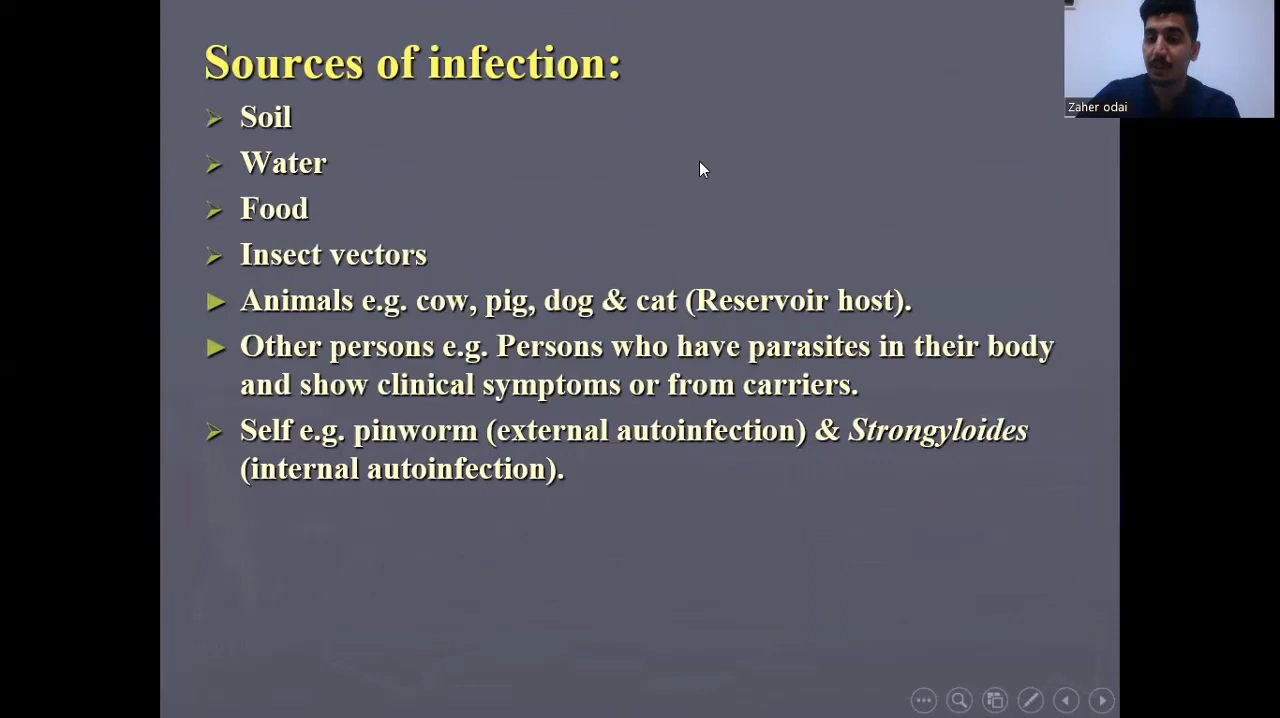 Sources of infection:
Soil
Water
Food
Insect vectors
Animals e.g. cow, pig, dog & cat (Reservoir host).
Other persons e.g. Persons who have parasites in their body
and show clinical symptoms or from carriers.
Self e.g. pinworm (external autoinfection) & Strongyloides
(internal autoinfection).
Zaher odai